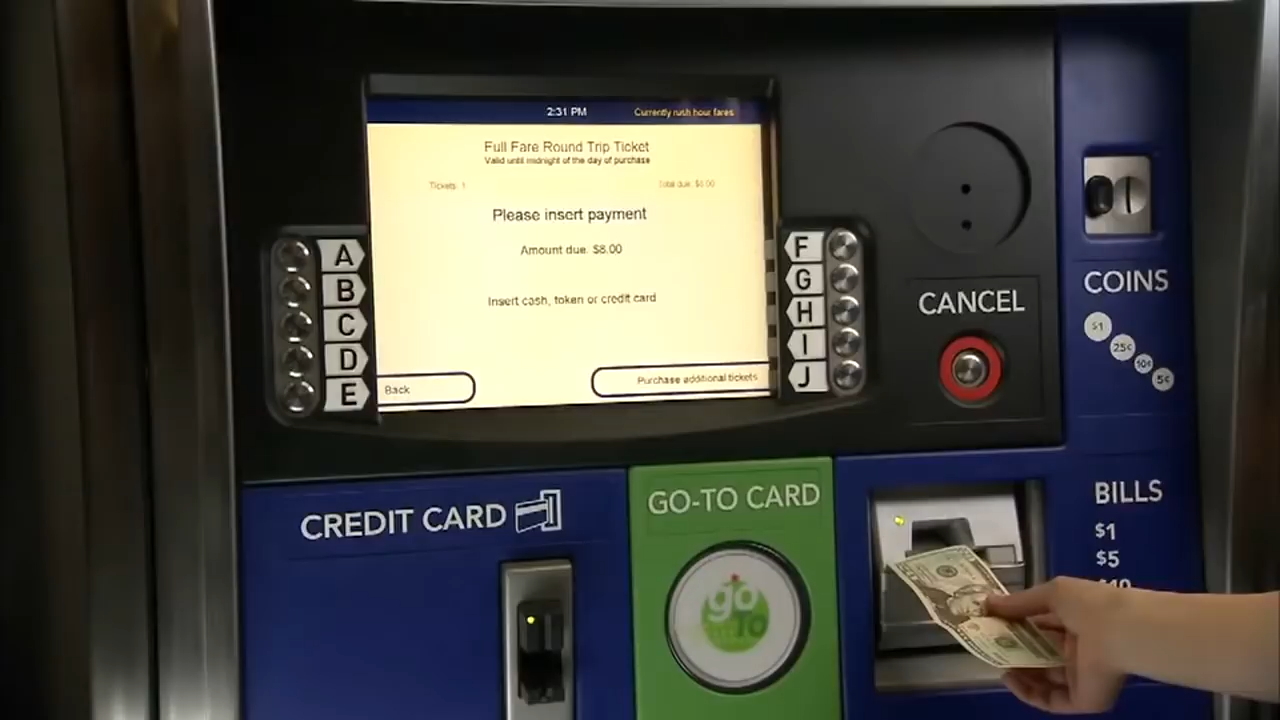 2:31 PM
Currently rush hour fares
Full Fare Round Trip Ticket
Valid until midnight of the day of purchase
Tickets: 1
Total due: $8.00
Please insert payment
Amount due: $8.00
Insert cash, token or credit card
Back
Purchase additional tickets
A
B
C
D
E
F
G
H
I
J
CANCEL
COINS
$1
25¢
10¢
5¢
CREDIT CARD
GO-TO CARD
go
To
BILLS
$1
$5
$10